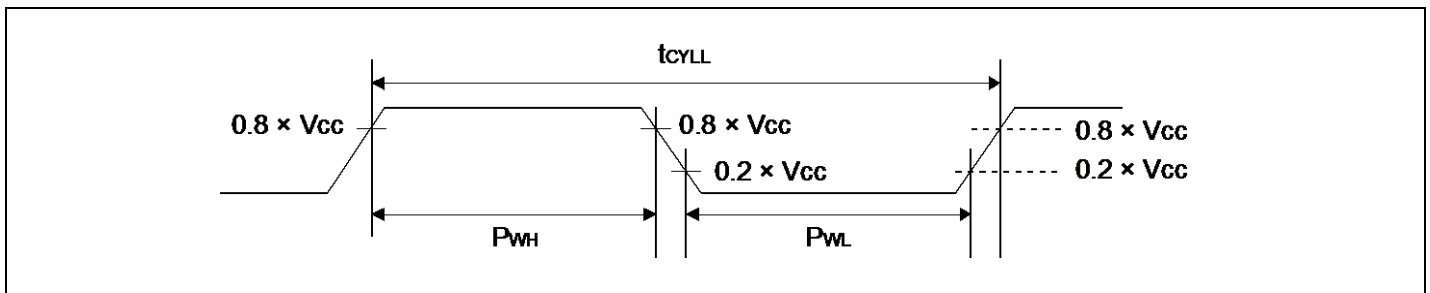 tCYLL
0.8 × VCC
0.8 × VCC
0.8 × VCC
0.2 × VCC
0.2 × VCC
PWH
PWL